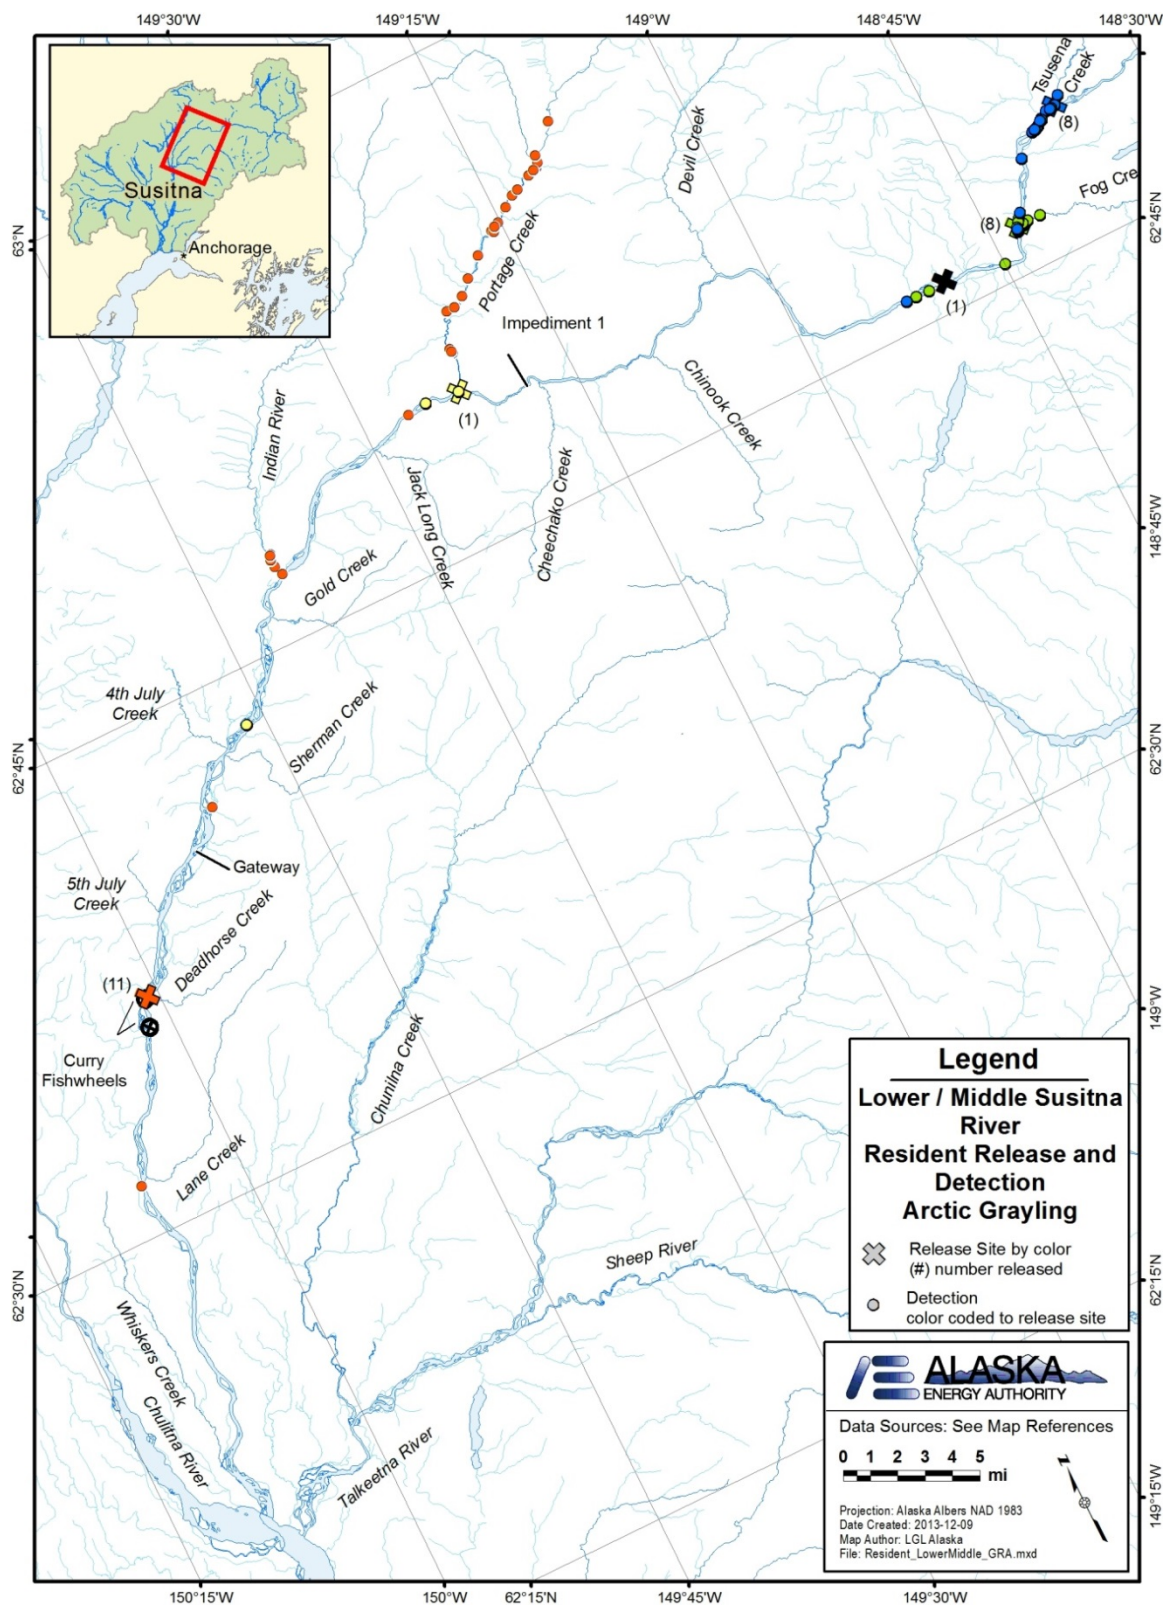 149°30'W
149°15'W
149°W
148°45'W
148°30'W
Susitna
Anchorage
63°N
Tsusena
Creek
(8)
Fog Cre
62°45'N
(8)
(1)
Devil Creek
Portage Creek
Impediment 1
(1)
Chinook Creek
Indian River
Jack Long Creek
Cheechako Creek
148°45'W
Gold Creek
4th July
Creek
Sherman Creek
62°45'N
62°30'N
Gateway
5th July
Creek
Deadhorse Creek
(11)
149°W
Curry
Fishwheels
Chunilna Creek
Lane Creek
Sheep River
62°30'N
62°15'N
Whiskers Creek
Chulitna River
Talkeetna River
Legend
Lower / Middle Susitna
River
Resident Release and
Detection
Arctic Grayling
Release Site by color
(#) number released
Detection
color coded to release site
ALASKA
ENERGY AUTHORITY
Data Sources: See Map References
0 1 2 3 4 5
mi
N
Projection: Alaska Albers NAD 1983
Date Created: 2013-12-09
Map Author: LGL Alaska
File: Resident_LowerMiddle_GRA.mxd
149°15'W
150°15'W
150°W
62°15'N
149°45'W
149°30'W